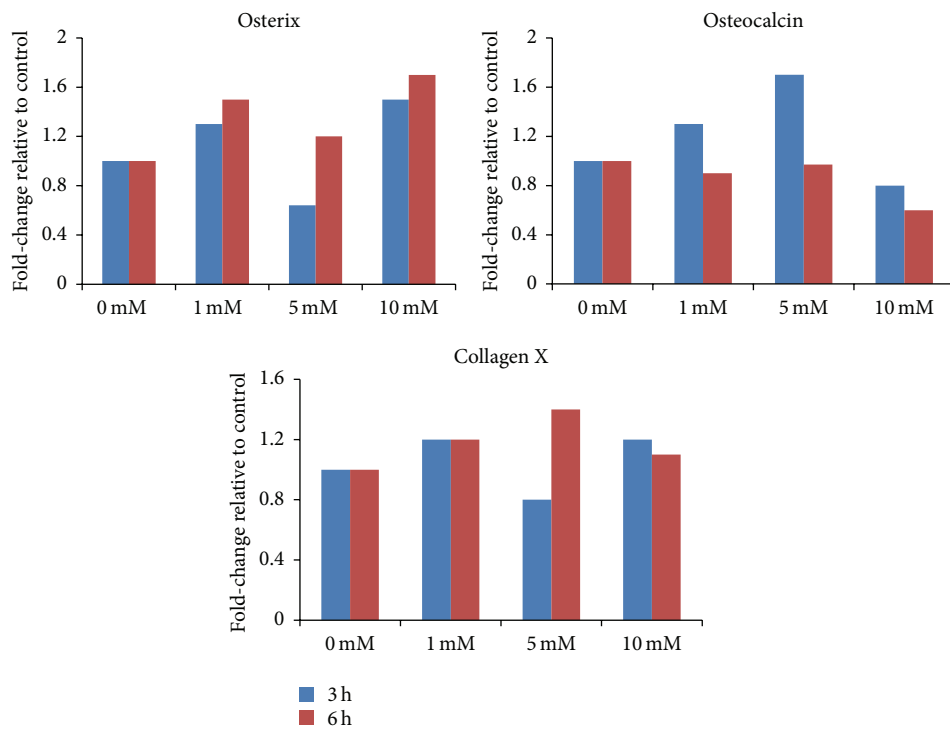 Osterix
Fold-change relative to control
2
1.6
1.2
0.8
0.4
0
0 mM 1 mM 5 mM 10 mM
Osteocalcin
Fold-change relative to control
2
1.6
1.2
0.8
0.4
0
0 mM 1 mM 5 mM 10 mM
Collagen X
Fold-change relative to control
1.6
1.2
0.8
0.4
0
0 mM 1 mM 5 mM 10 mM
3 h
6 h